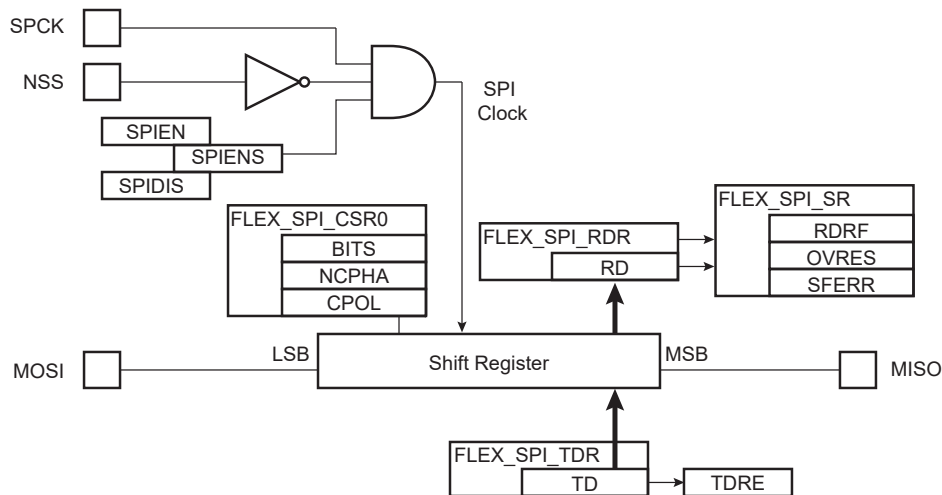 SPCK
NSS
SPI
Clock
SPIEN
SPIENS
SPIDIS
FLEX_SPI_CSR0
BITS
NCPHA
CPOL
FLEX_SPI_RDR
RD
FLEX_SPI_SR
RDRF
OVRES
SFERR
MOSI
LSB
Shift Register
MSB
MISO
FLEX_SPI_TDR
TD
TDRE